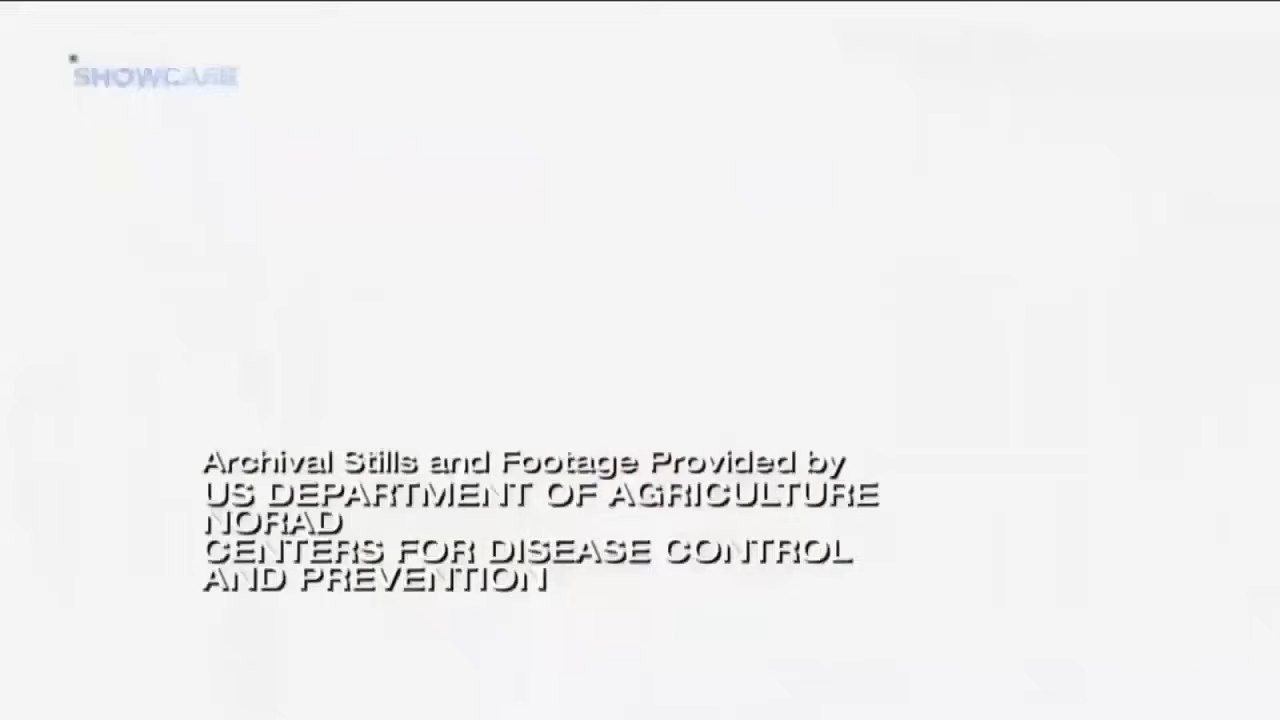 SHOWCASE
Archival Stills and Footage Provided by
US DEPARTMENT OF AGRICULTURE
NORAD
CENTERS FOR DISEASE CONTROL
AND PREVENTION